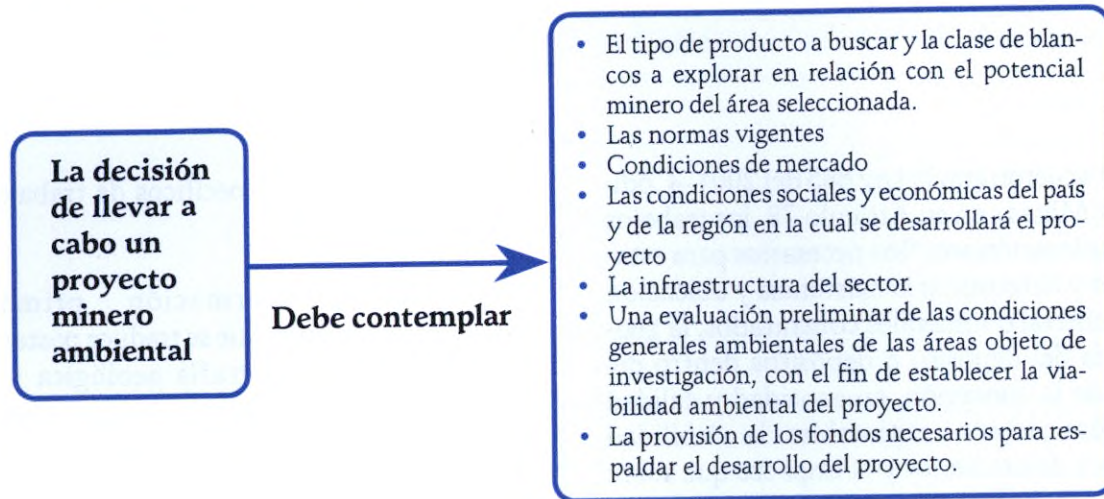 La decisión
de llevar a
cabo un
proyecto
minero
ambiental
Debe contemplar
• El tipo de producto a buscar y la clase de blan-
cos a explorar en relación con el potencial
minero del área seleccionada.
• Las normas vigentes
• Condiciones de mercado
• Las condiciones sociales y económicas del país
y de la región en la cual se desarrollará el pro-
yecto
• La infraestructura del sector.
• Una evaluación preliminar de las condiciones
generales ambientales de las áreas objeto de
investigación, con el fin de establecer la via-
bilidad ambiental del proyecto.
• La provisión de los fondos necesarios para res-
paldar el desarrollo del proyecto.